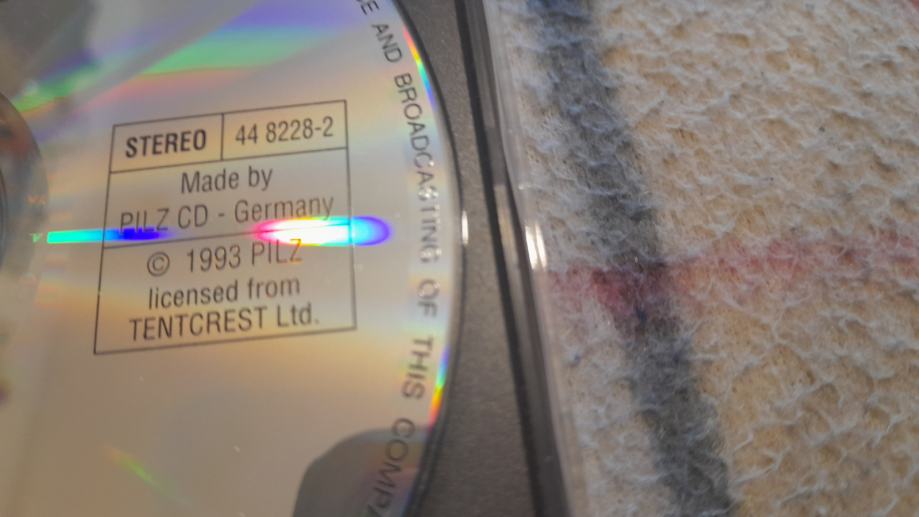 STEREO 44 8228-2
Made by
PILZ CD - Germany
© 1993 PILZ
licensed from
TENTCREST Ltd.
AND BROADCASTING OF THIS